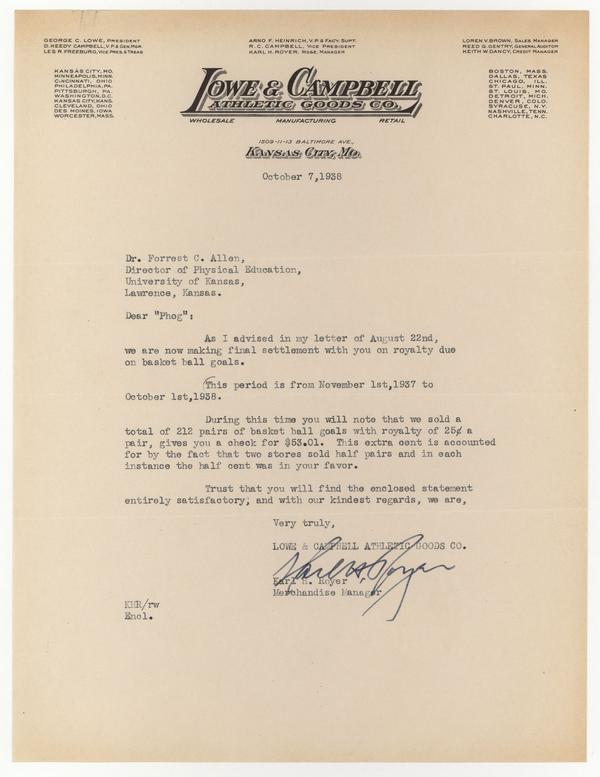 GEORGE C. LOWE, PRESIDENT
D. KEEDY CAMPBELL, V.P. & GEN. MGR.
LES R. FREEBURG, VICE PRES. & TREAS
ARNO F. HEINRICH, V.P. & FACY. SUPT.
R. C. CAMPBELL, VICE PRESIDENT
KARL H. ROYER, MDSE. MANAGER
LOREN V. BROWN, SALES MANAGER
REED G. GENTRY, GENERAL AUDITOR
KEITH W. DANCY, CREDIT MANAGER
KANSAS CITY, MO.
MINNEAPOLIS, MINN.
CINCINNATI, OHIO
PHILADELPHIA, PA.
PITTSBURGH, PA.
WASHINGTON, D.C.
KANSAS CITY, KANS.
CLEVELAND, OHIO
DES MOINES, IOWA
WORCESTER, MASS.
LOWE & CAMPBELL
ATHLETIC GOODS CO.
WHOLESALE MANUFACTURING RETAIL
BOSTON, MASS.
DALLAS, TEXAS
CHICAGO, ILL.
ST. PAUL, MINN.
ST. LOUIS, MO.
DETROIT, MICH.
DENVER, COLO.
SYRACUSE, N.Y.
NASHVILLE, TENN.
CHARLOTTE, N.C.
1509-11-13 BALTIMORE AVE.,
KANSAS CITY, MO.
October 7,1938
Dr. Forrest C. Allen,
Director of Physical Education,
University of Kansas,
Lawrence, Kansas.
Dear "Phog":
As I advised in my letter of August 22nd,
we are now making final settlement with you on royalty due
on basket ball goals.
This period is from November 1st,1937 to
October 1st,1938.
During this time you will note that we sold a
total of 212 pairs of basket ball goals with royalty of 25¢ a
pair, gives you a check for $53.01. This extra cent is accounted
for by the fact that two stores sold half pairs and in each
instance the half cent was in your favor.
Trust that you will find the enclosed statement
entirely satisfactory, and with our kindest regards, we are,
Very truly,
LOWE & CAMPBELL ATHLETIC GOODS CO.
Karl H. Royer
Karl H. Royer
Merchandise Manager
KHR/rw
Encl.